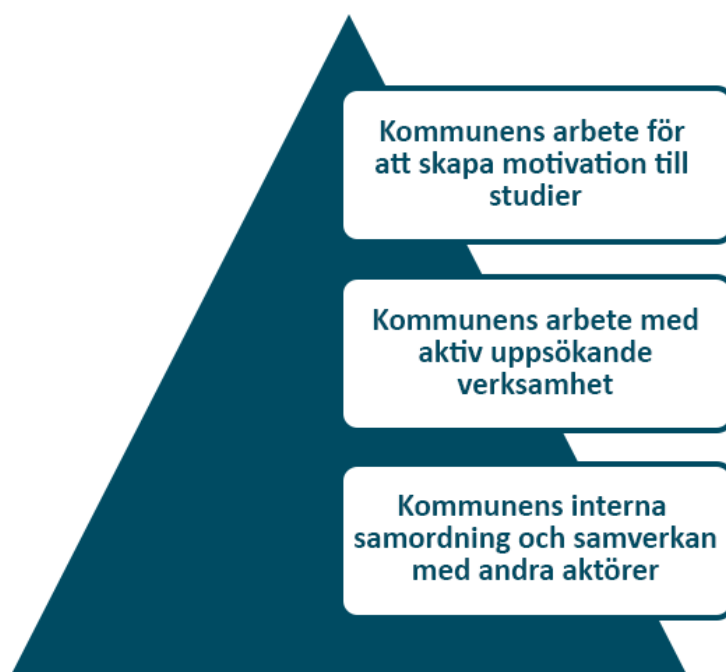 Kommunens arbete för
att skapa motivation till
studier
Kommunens arbete med
aktiv uppsökande
verksamhet
Kommunens interna
samordning och samverkan
med andra aktörer